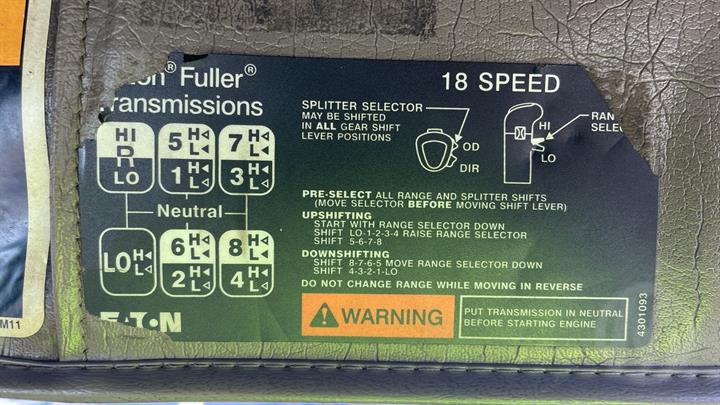 Fuller®
18 SPEED
Transmissions
SPLITTER SELECTOR
MAY BE SHIFTED
IN ALL GEAR SHIFT
LEVER POSITIONS
OD
DIR
HI
LO
HI
R
LO
5 H L
7 H L
1 H L
3 H L
Neutral
LO H L
6 H L
8 H L
2 H L
4 H L
PRE-SELECT ALL RANGE AND SPLITTER SHIFTS
(MOVE SELECTOR BEFORE MOVING SHIFT LEVER)
UPSHIFTING
START WITH RANGE SELECTOR DOWN
SHIFT LO-1-2-3-4 RAISE RANGE SELECTOR
SHIFT 5-6-7-8
DOWNSHIFTING
SHIFT 8-7-6-5 MOVE RANGE SELECTOR DOWN
SHIFT 4-3-2-1-LO
DO NOT CHANGE RANGE WHILE MOVING IN REVERSE
EATON
WARNING
PUT TRANSMISSION IN NEUTRAL
BEFORE STARTING ENGINE
4301093
M11